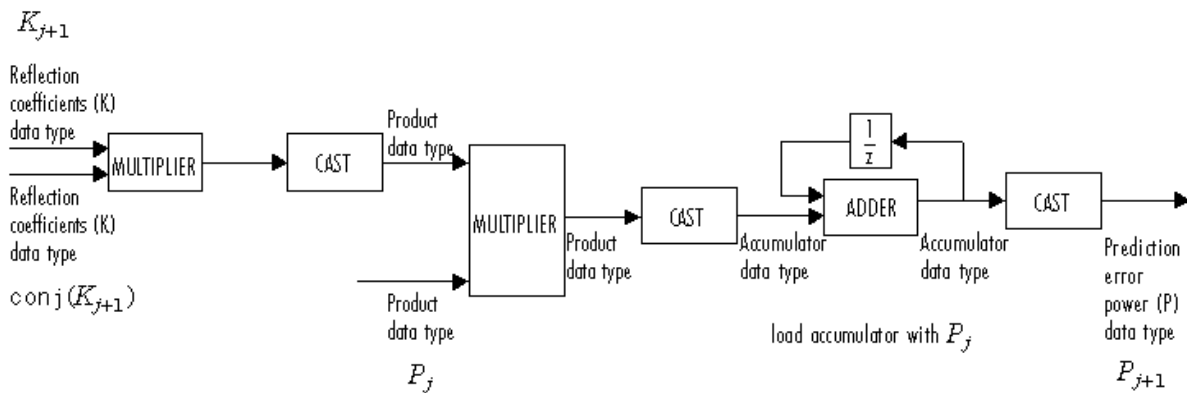 K_{j+1}
Reflection
coefficients (K)
data type
MULTIPLIER
Reflection
coefficients (K)
data type
conj(K_{j+1})
CAST
Product
data type
MULTIPLIER
Product
data type
P_j
Product
data type
CAST
Accumulator
data type
1
z
ADDER
load accumulator with P_j
Accumulator
data type
CAST
Prediction
error
power (P)
data type
P_{j+1}